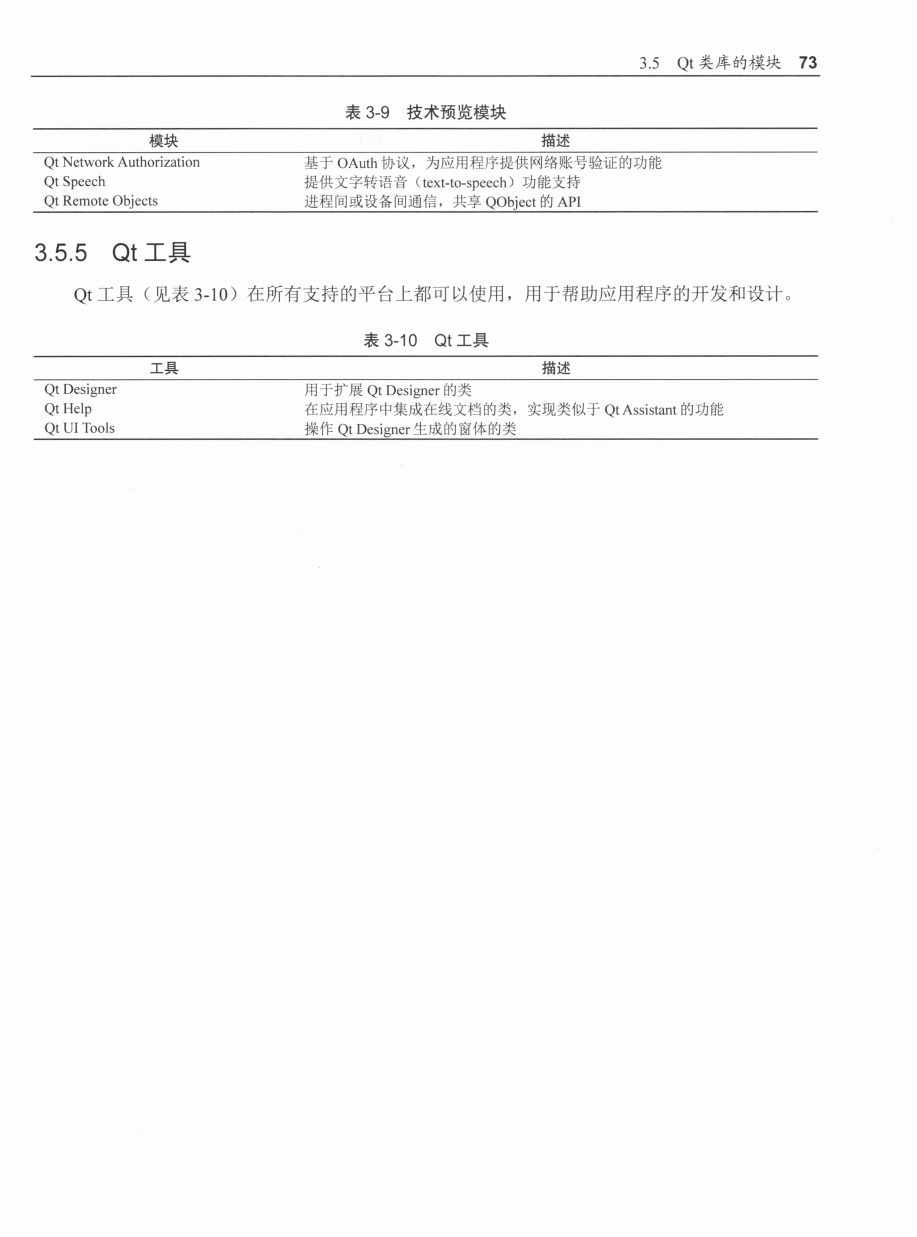 3.5 Qt 类库的模块 73
表 3-9 技术预览模块
模块 描述
Qt Network Authorization 基于 OAuth 协议，为应用程序提供网络账号验证的功能
Qt Speech 提供文字转语音（text-to-speech）功能支持
Qt Remote Objects 进程间或设备间通信，共享 QObject 的 API
3.5.5 Qt 工具
Qt 工具（见表 3-10）在所有支持的平台上都可以使用，用于帮助应用程序的开发和设计。
表 3-10 Qt 工具
工具 描述
Qt Designer 用于扩展 Qt Designer 的类
Qt Help 在应用程序中集成在线文档的类，实现类似于 Qt Assistant 的功能
Qt UI Tools 操作 Qt Designer 生成的窗体的类